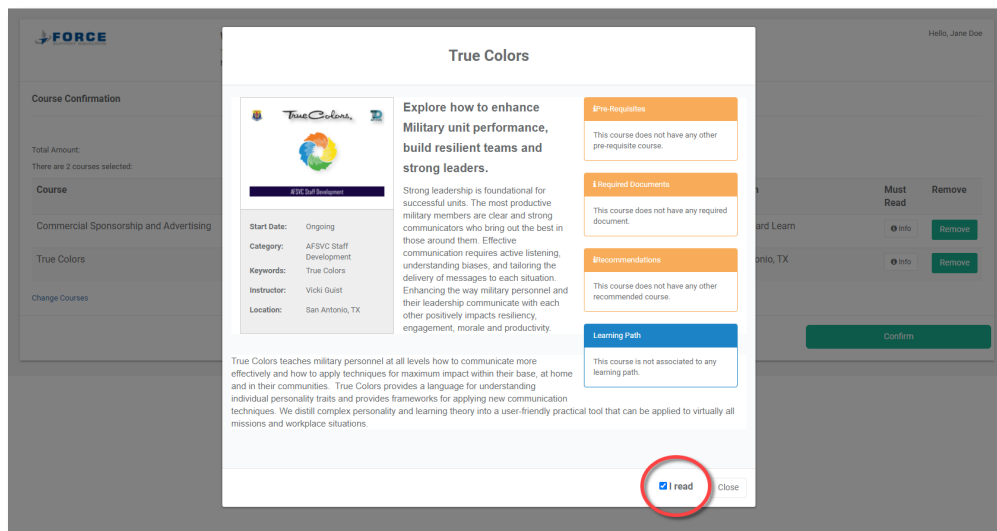 FORCE
Hello, Jane Doe
True Colors
Course Confirmation
Total Amount:
There are 2 courses selected:
Course
Must
Read
Remove
Commercial Sponsorship and Advertising
ard Learn
Info
Remove
True Colors
onio, TX
Info
Remove
Change Courses
Confirm
True Colors
AFSVC Staff Development
Start Date: Ongoing
Category: AFSVC Staff
Development
Keywords: True Colors
Instructor: Vicki Guist
Location: San Antonio, TX
Explore how to enhance
Military unit performance,
build resilient teams and
strong leaders.
Strong leadership is foundational for
successful units. The most productive
military members are clear and strong
communicators who bring out the best in
those around them. Effective
communication requires active listening,
understanding biases, and tailoring the
delivery of messages to each situation.
Enhancing the way military personnel and
their leadership communicate with each
other positively impacts resiliency,
engagement, morale and productivity.
Pre-Requisites
This course does not have any other
pre-requisite course.
Required Documents
This course does not have any required
document.
Recommendations
This course does not have any other
recommended course.
Learning Path
This course is not associated to any
learning path.
True Colors teaches military personnel at all levels how to communicate more
effectively and how to apply techniques for maximum impact within their base, at home
and in their communities. True Colors provides a language for understanding
individual personality traits and provides frameworks for applying new communication
techniques. We distill complex personality and learning theory into a user-friendly practical tool that can be applied to virtually all
missions and workplace situations.
I read
Close